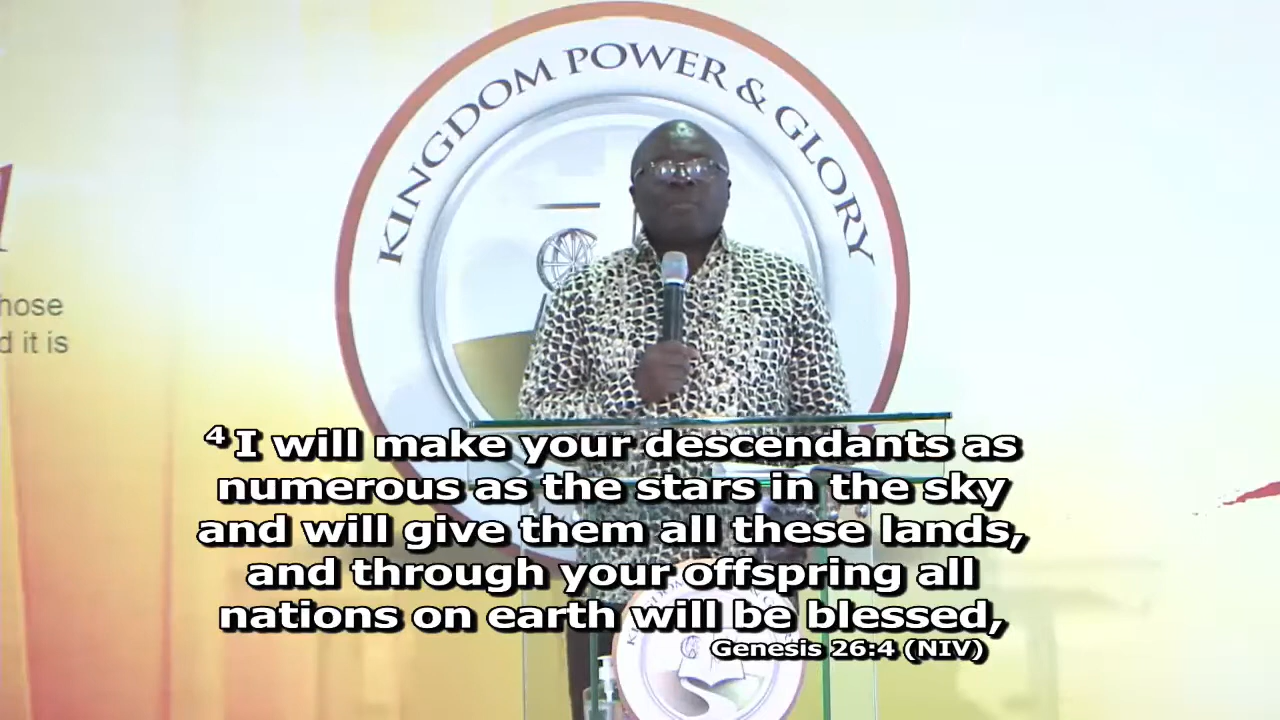 KINGDOM POWER & GLORY
hose
d it is
⁴I will make your descendants as
numerous as the stars in the sky
and will give them all these lands,
and through your offspring all
nations on earth will be blessed,
Genesis 26:4 (NIV)